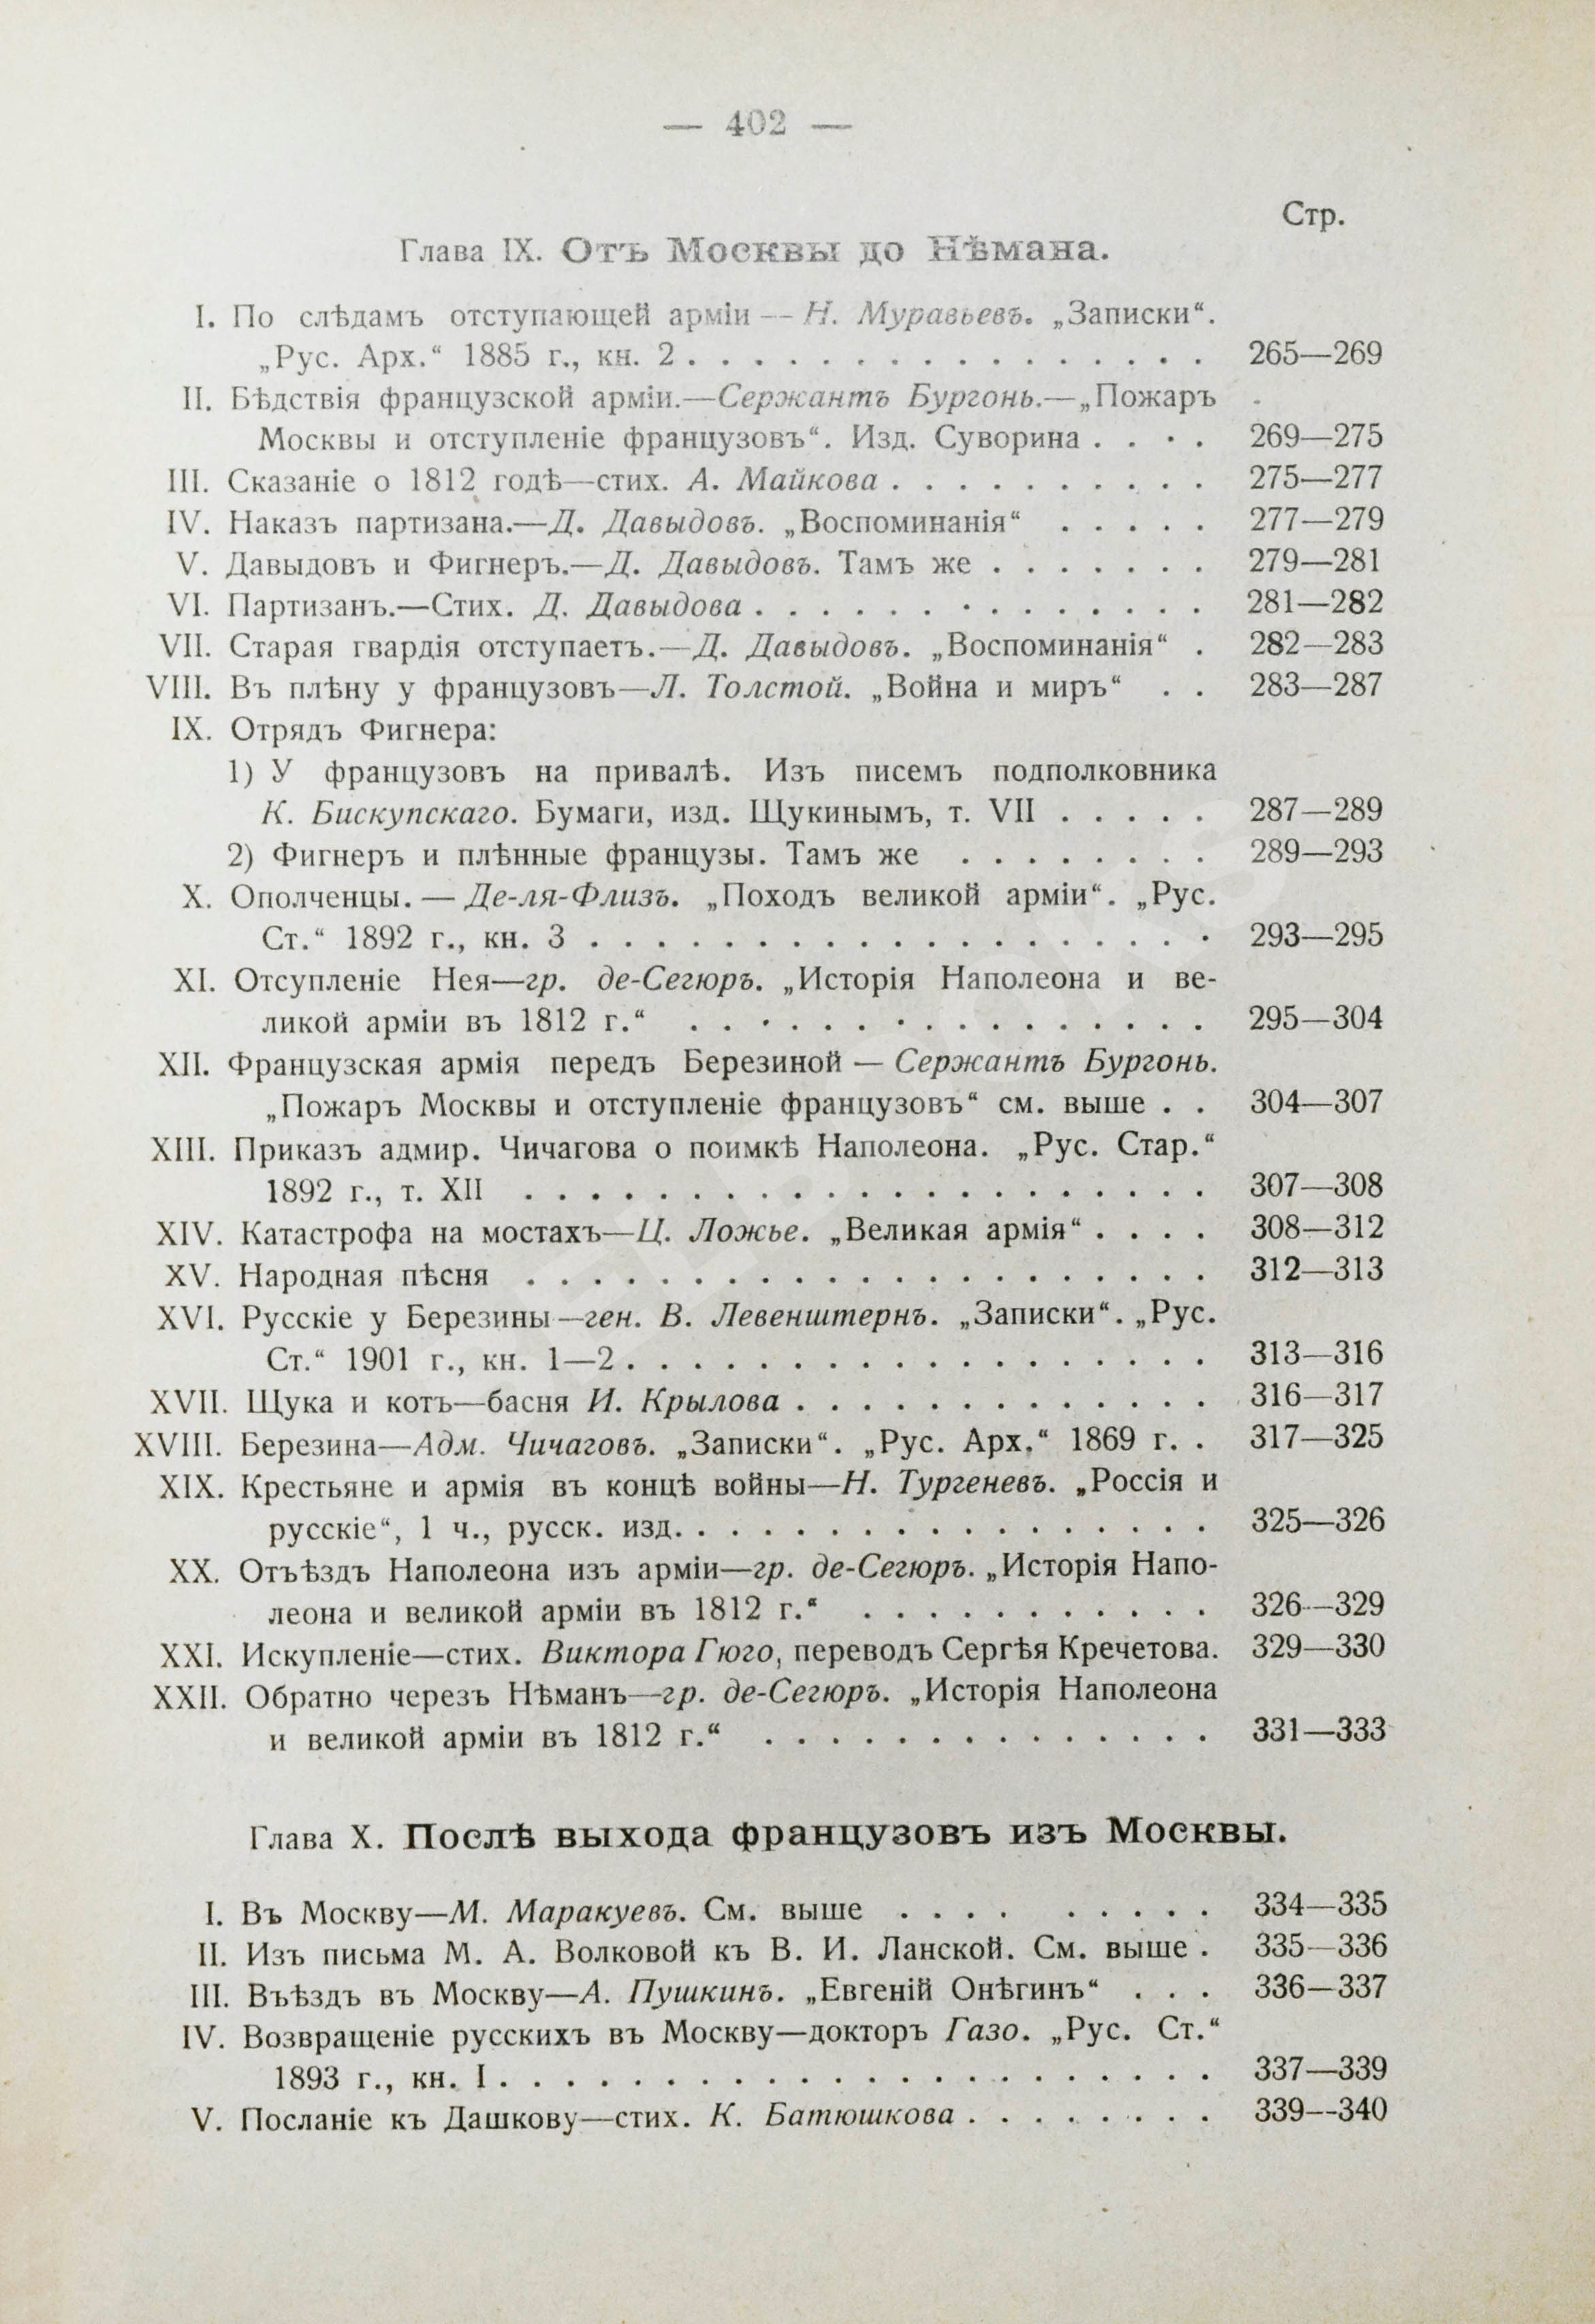 — 402 —
Стр.
Глава IX. Отъ Москвы до Нѣмана.
I. По слѣдамъ отступающей арміи — Н. Муравьевъ. „Записки“.
„Рус. Арх.“ 1885 г., кн. 2 . . . . . . . . . . . . . . . . 265—269
II. Бѣдствія французской арміи.—Сержантъ Бургонь.—„Пожаръ
Москвы и отступленіе французовъ“. Изд. Суворина . . . . 269—275
III. Сказаніе о 1812 годѣ—стих. А. Майкова . . . . . . . . . . 275—277
IV. Наказъ партизана.—Д. Давыдовъ. „Воспоминанія“ . . . . . 277—279
V. Давыдовъ и Фигнеръ.—Д. Давыдовъ. Тамъ же . . . . . . . 279—281
VI. Партизанъ.—Стих. Д. Давыдова . . . . . . . . . . . . . . 281—282
VII. Старая гвардія отступаетъ.—Д. Давыдовъ. „Воспоминанія“ . 282—283
VIII. Въ плѣну у французовъ—Л. Толстой. „Война и миръ“ . . 283—287
IX. Отрядъ Фигнера:
1) У французовъ на привалѣ. Изъ писемъ подполковника
К. Бискупскаго. Бумаги, изд. Щукинымъ, т. VII . . . . . 287—289
2) Фигнеръ и плѣнные французы. Тамъ же . . . . . . . . 289—293
X. Ополченцы. — Де-ля-Флизъ. „Походъ великой арміи“. „Рус.
Ст.“ 1892 г., кн. 3 . . . . . . . . . . . . . . . . . . . 293—295
XI. Отсупленіе Нея—гр. де-Сегюръ. „Исторія Наполеона и ве-
ликой арміи въ 1812 г.“ . . . . . . . . . . . . . . . . 295—304
XII. Французская армія передъ Березиной — Сержантъ Бургонь.
„Пожаръ Москвы и отступленіе французовъ“ см. выше . . 304—307
XIII. Приказъ адмир. Чичагова о поимкѣ Наполеона. „Рус. Стар.“
1892 г., т. XII . . . . . . . . . . . . . . . . . . . . . 307—308
XIV. Катастрофа на мостахъ—Ц. Ложье. „Великая армія“ . . . . 308—312
XV. Народная пѣсня . . . . . . . . . . . . . . . . . . . . . 312—313
XVI. Русскіе у Березины—ген. В. Левенштернъ. „Записки“. „Рус.
Ст.“ 1901 г., кн. 1—2 . . . . . . . . . . . . . . . . . . 313—316
XVII. Щука и котъ—басня И. Крылова . . . . . . . . . . . . . 316—317
XVIII. Березина—Адм. Чичаговъ. „Записки“. „Рус. Арх.“ 1869 г. . 317—325
XIX. Крестьяне и армія въ концѣ войны—Н. Тургеневъ. „Россія и
русскіе“, 1 ч., русск. изд. . . . . . . . . . . . . . . . . 325—326
XX. Отъѣздъ Наполеона изъ арміи—гр. де-Сегюръ. „Исторія Напо-
леона и великой арміи въ 1812 г.“ . . . . . . . . . . . 326—329
XXI. Искупленіе—стих. Виктора Гюго, переводъ Сергѣя Кречетова. 329—330
XXII. Обратно черезъ Нѣманъ—гр. де-Сегюръ. „Исторія Наполеона
и великой арміи въ 1812 г.“ . . . . . . . . . . . . . . 331—333
Глава X. Послѣ выхода французовъ изъ Москвы.
I. Въ Москву—М. Маракуевъ. См. выше . . . . . . . . . 334—335
II. Изъ письма М. А. Волковой къ В. И. Ланской. См. выше . 335—336
III. Въѣздъ въ Москву—А. Пушкинъ. „Евгеній Онѣгинъ“ . . . 336—337
IV. Возвращеніе русскихъ въ Москву—докторъ Газо. „Рус. Ст.“
1893 г., кн. I . . . . . . . . . . . . . . . . . . . . . . 337—339
V. Посланіе къ Дашкову—стих. К. Батюшкова . . . . . . . . 339—340